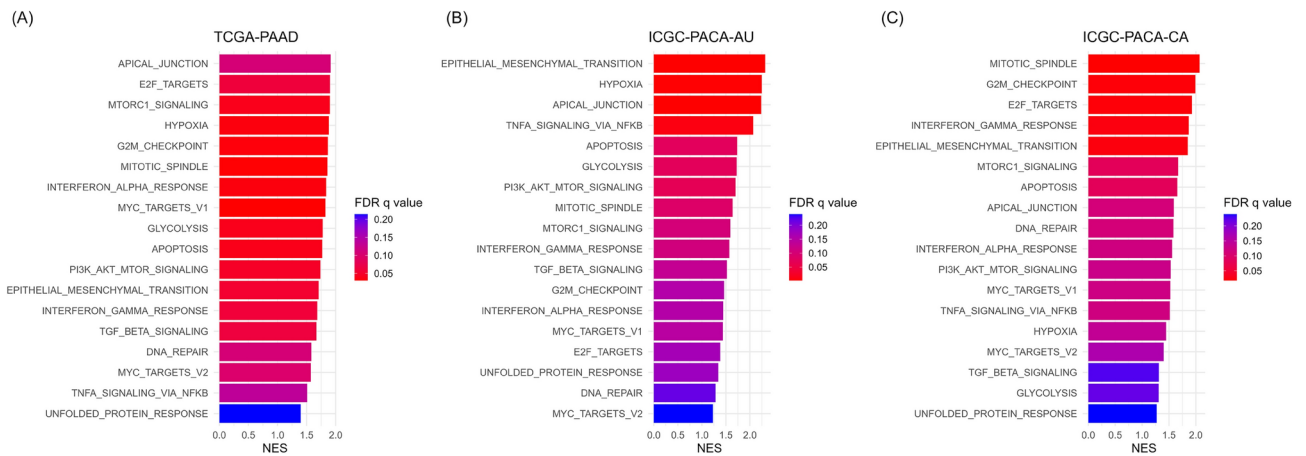 (A)
TCGA-PAAD
APICAL_JUNCTION
E2F_TARGETS
MTORC1_SIGNALING
HYPOXIA
G2M_CHECKPOINT
MITOTIC_SPINDLE
INTERFERON_ALPHA_RESPONSE
MYC_TARGETS_V1
GLYCOLYSIS
APOPTOSIS
PI3K_AKT_MTOR_SIGNALING
EPITHELIAL_MESENCHYMAL_TRANSITION
INTERFERON_GAMMA_RESPONSE
TGF_BETA_SIGNALING
DNA_REPAIR
MYC_TARGETS_V2
TNFA_SIGNALING_VIA_NFKB
UNFOLDED_PROTEIN_RESPONSE
0.0 0.5 1.0 1.5 2.0
NES
FDR q value
0.20
0.15
0.10
0.05
(B)
ICGC-PACA-AU
EPITHELIAL_MESENCHYMAL_TRANSITION
HYPOXIA
APICAL_JUNCTION
TNFA_SIGNALING_VIA_NFKB
APOPTOSIS
GLYCOLYSIS
PI3K_AKT_MTOR_SIGNALING
MITOTIC_SPINDLE
MTORC1_SIGNALING
INTERFERON_GAMMA_RESPONSE
TGF_BETA_SIGNALING
G2M_CHECKPOINT
INTERFERON_ALPHA_RESPONSE
MYC_TARGETS_V1
E2F_TARGETS
UNFOLDED_PROTEIN_RESPONSE
DNA_REPAIR
MYC_TARGETS_V2
0.0 0.5 1.0 1.5 2.0
NES
FDR q value
0.20
0.15
0.10
0.05
(C)
ICGC-PACA-CA
MITOTIC_SPINDLE
G2M_CHECKPOINT
E2F_TARGETS
INTERFERON_GAMMA_RESPONSE
EPITHELIAL_MESENCHYMAL_TRANSITION
MTORC1_SIGNALING
APOPTOSIS
APICAL_JUNCTION
DNA_REPAIR
INTERFERON_ALPHA_RESPONSE
PI3K_AKT_MTOR_SIGNALING
MYC_TARGETS_V1
TNFA_SIGNALING_VIA_NFKB
HYPOXIA
MYC_TARGETS_V2
TGF_BETA_SIGNALING
GLYCOLYSIS
UNFOLDED_PROTEIN_RESPONSE
0.0 0.5 1.0 1.5 2.0
NES
FDR q value
0.20
0.15
0.10
0.05